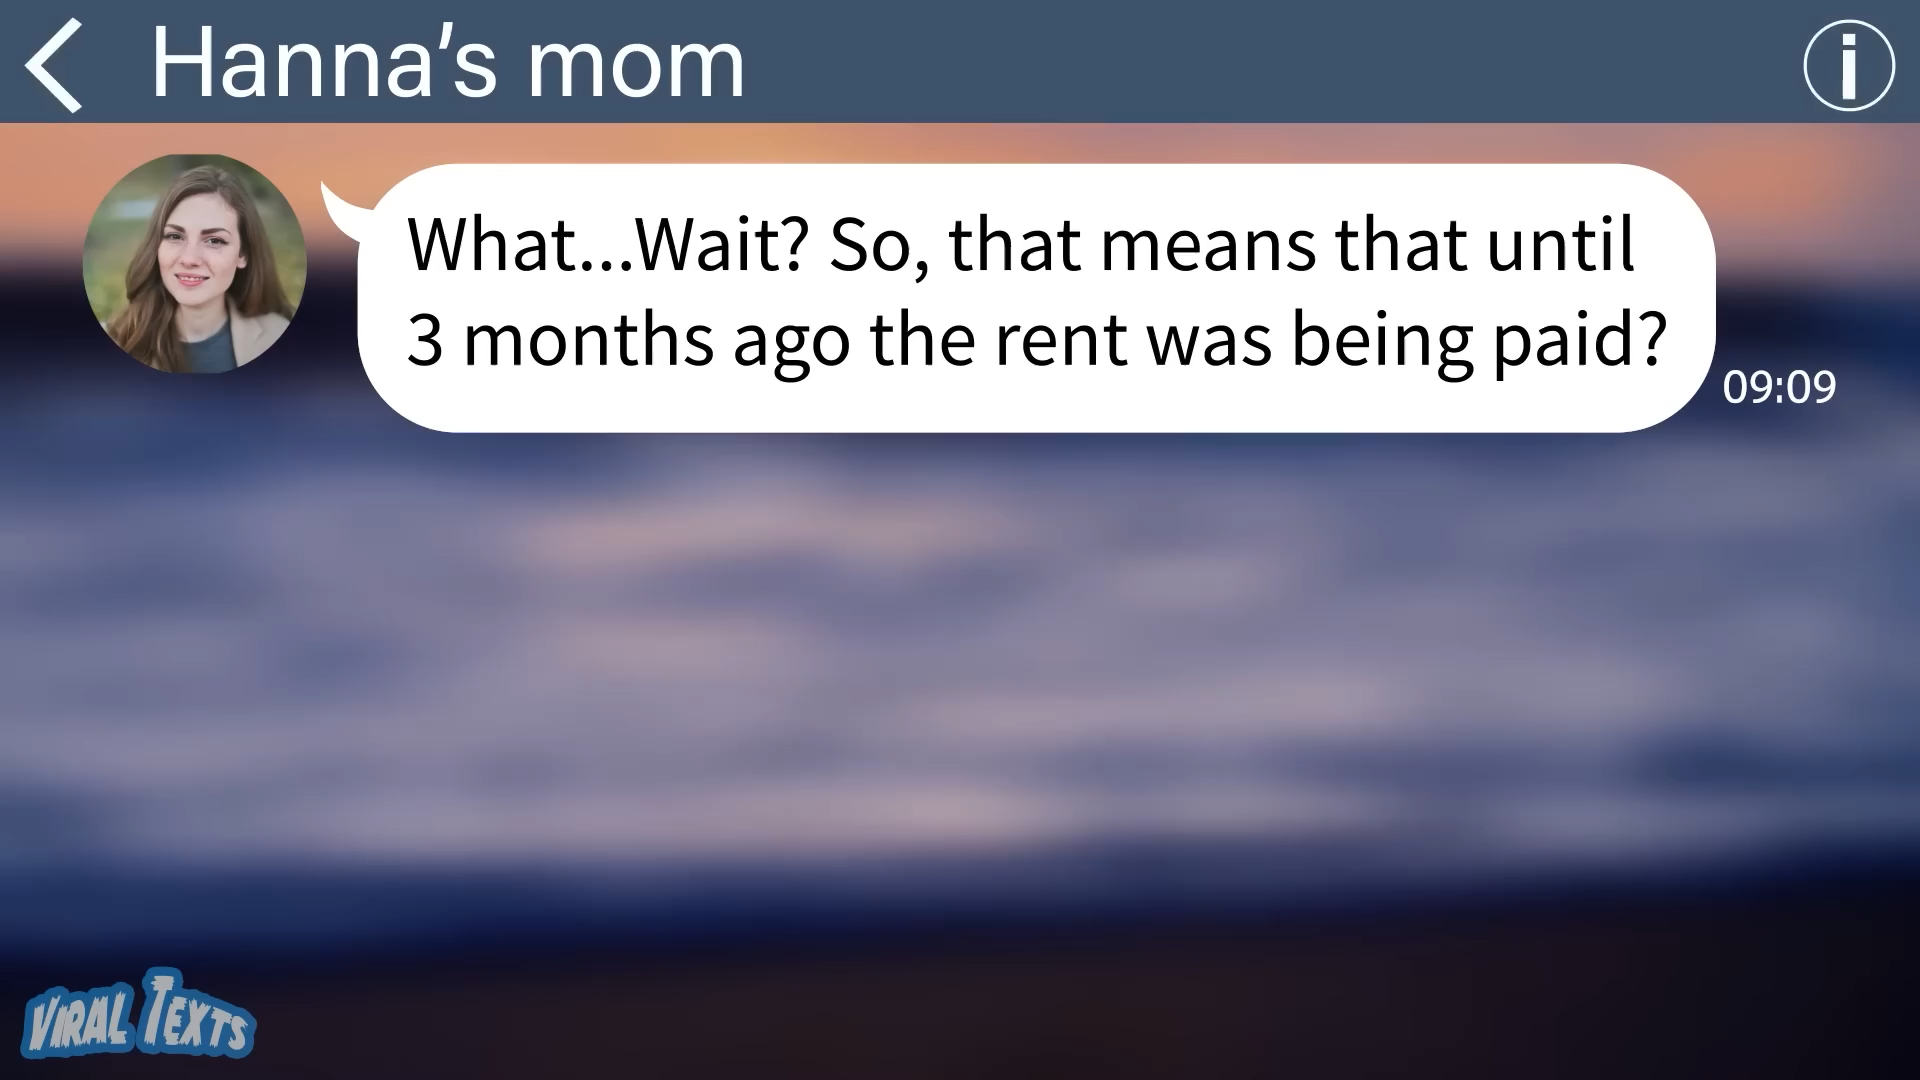 Hanna’s mom
What...Wait? So, that means that until
3 months ago the rent was being paid?
09:09
VIRAL TEXTS